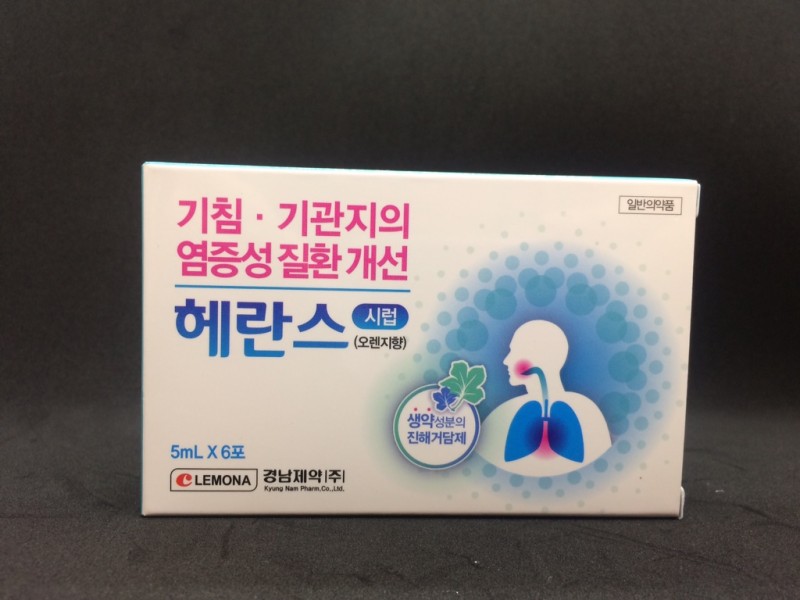 일반의약품
기침 · 기관지의
염증성 질환 개선
헤란스 시럽
(오렌지향)
생약성분의
진해거담제
5mL X 6포
LEMONA 경남제약(주)
Kyung Nam Pharm.Co.,Ltd.